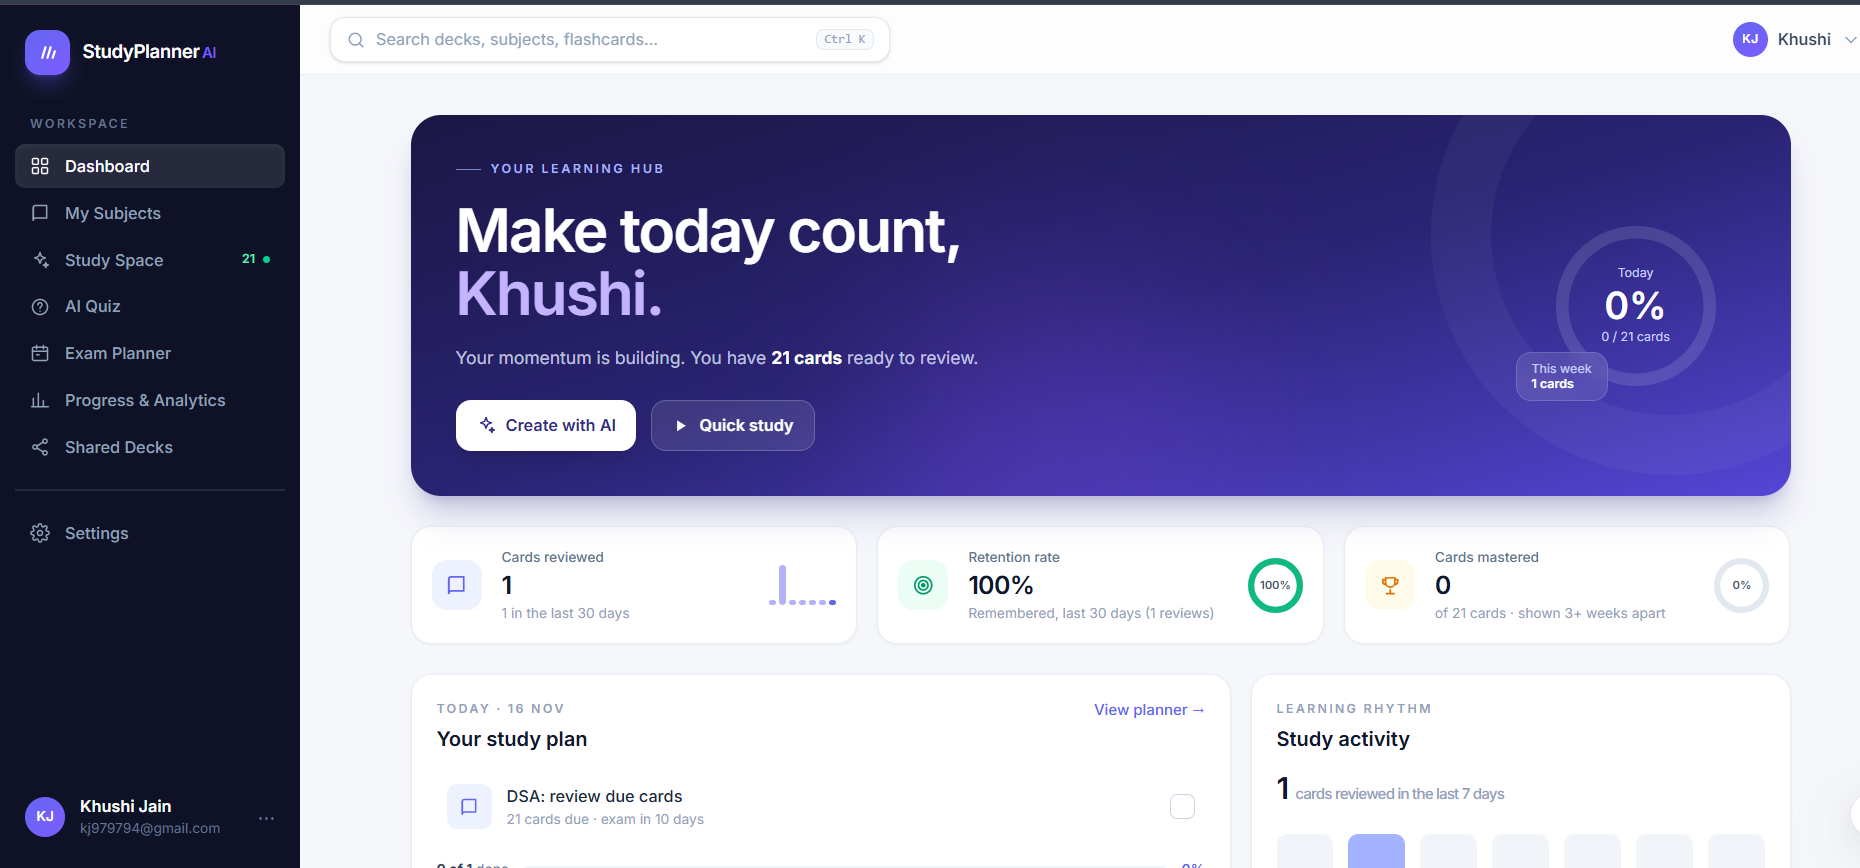 StudyPlanner AI
WORKSPACE
Dashboard
My Subjects
Study Space 21
AI Quiz
Exam Planner
Progress & Analytics
Shared Decks
Settings
KJ
Khushi Jain
kj979794@gmail.com
Search decks, subjects, flashcards...
Ctrl K
KJ
Khushi
YOUR LEARNING HUB
Make today count,
Khushi.
Your momentum is building. You have 21 cards ready to review.
Create with AI
Quick study
Today
0%
0 / 21 cards
This week
1 cards
Cards reviewed
1
1 in the last 30 days
Retention rate
100%
Remembered, last 30 days (1 reviews)
100%
Cards mastered
0
of 21 cards · shown 3+ weeks apart
0%
TODAY · 16 NOV
View planner →
Your study plan
DSA: review due cards
21 cards due · exam in 10 days
0 of 1 done
0%
LEARNING RHYTHM
Study activity
1 cards reviewed in the last 7 days